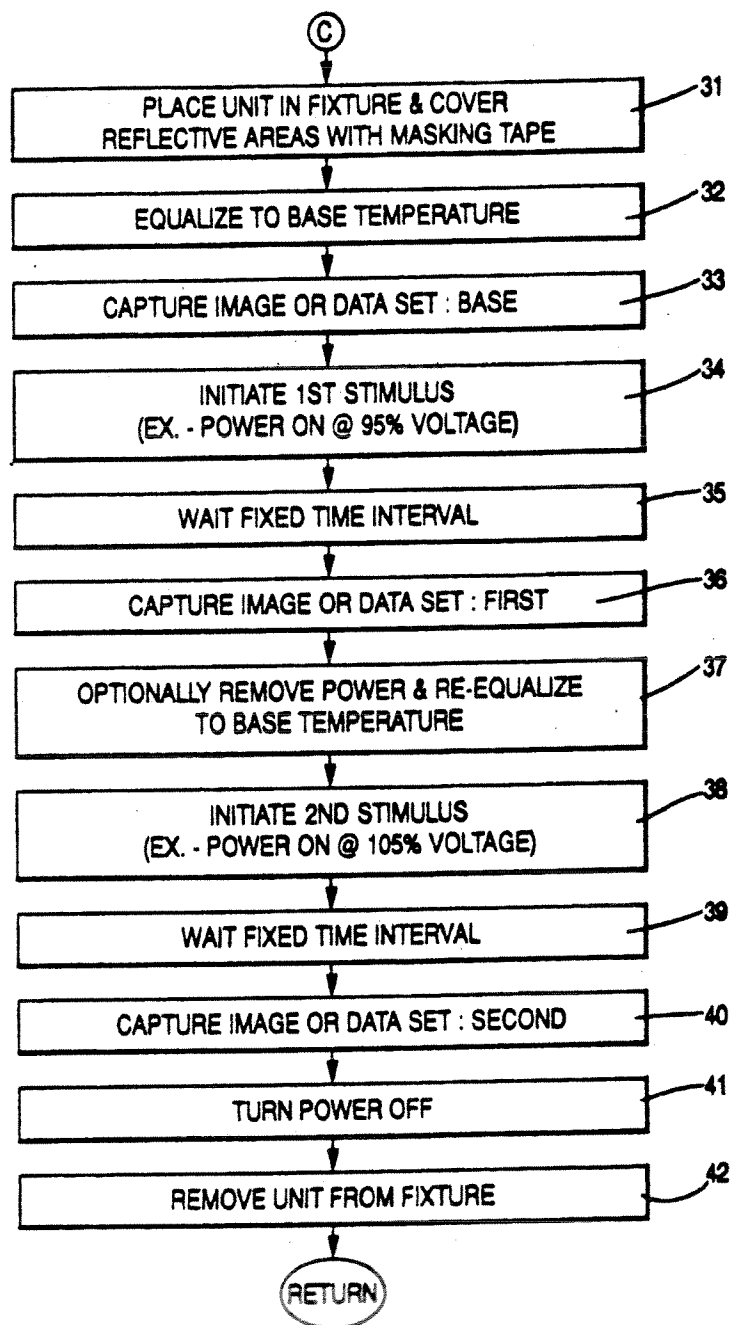 C
PLACE UNIT IN FIXTURE & COVER
REFLECTIVE AREAS WITH MASKING TAPE
31
EQUALIZE TO BASE TEMPERATURE
32
CAPTURE IMAGE OR DATA SET : BASE
33
INITIATE 1ST STIMULUS
(EX. - POWER ON @ 95% VOLTAGE)
34
WAIT FIXED TIME INTERVAL
35
CAPTURE IMAGE OR DATA SET : FIRST
36
OPTIONALLY REMOVE POWER & RE-EQUALIZE
TO BASE TEMPERATURE
37
INITIATE 2ND STIMULUS
(EX. - POWER ON @ 105% VOLTAGE)
38
WAIT FIXED TIME INTERVAL
39
CAPTURE IMAGE OR DATA SET : SECOND
40
TURN POWER OFF
41
REMOVE UNIT FROM FIXTURE
42
RETURN